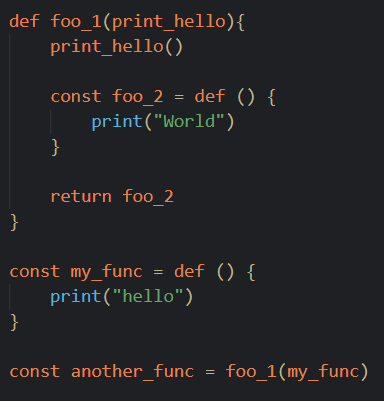 def foo_1(print_hello){
    print_hello()

    const foo_2 = def () {
        print("World")
    }

    return foo_2
}

const my_func = def () {
    print("hello")
}

const another_func = foo_1(my_func)